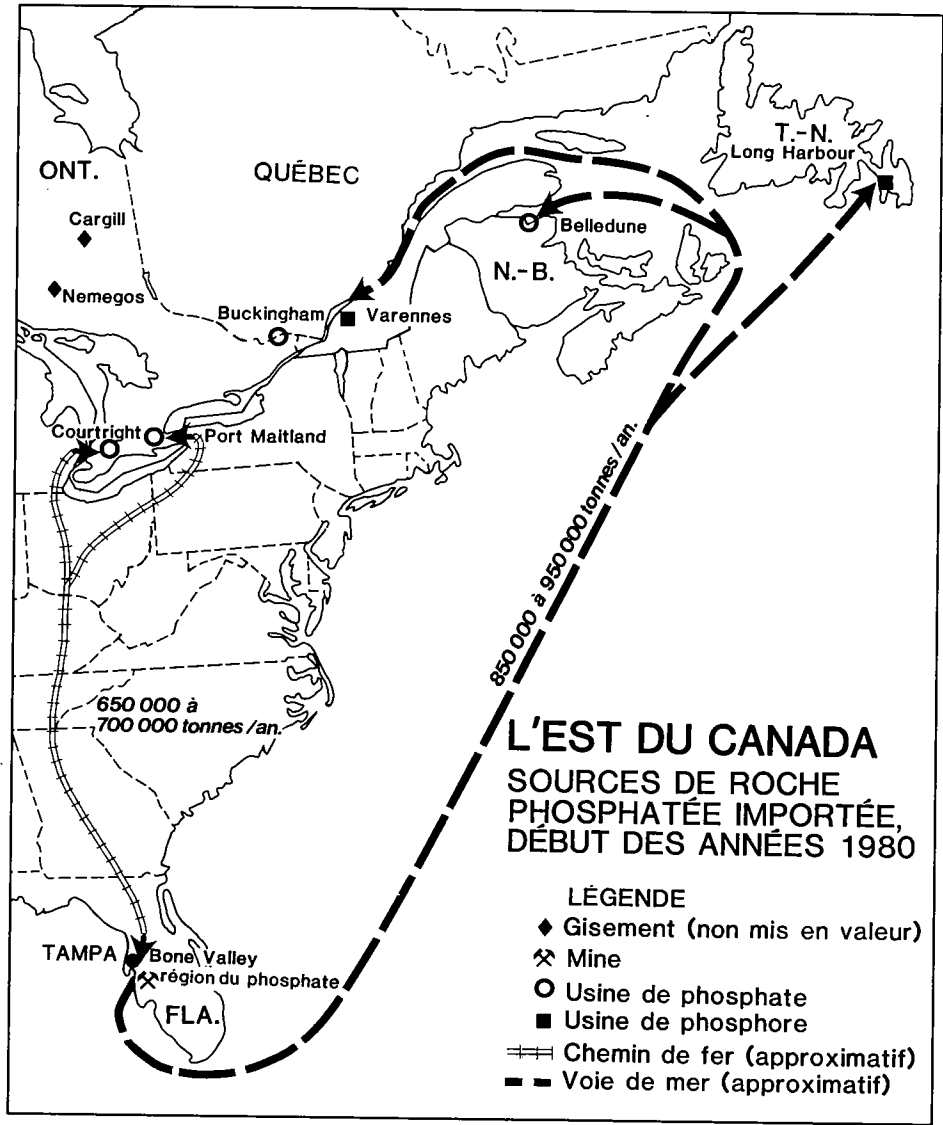 T.-N.
Long Harbour
ONT.
QUÉBEC
Cargill
Belledune
N.-B.
Nemegos
Buckingham
Varennes
Courtright
Port Maitland
850 000 à 950 000 tonnes/an.
650 000 à
700 000 tonnes/an.
L'EST DU CANADA
SOURCES DE ROCHE
PHOSPHATÉE IMPORTÉE,
DÉBUT DES ANNÉES 1980
LÉGENDE
Gisement (non mis en valeur)
Mine
Usine de phosphate
Usine de phosphore
Chemin de fer (approximatif)
Voie de mer (approximatif)
TAMPA
Bone Valley
région du phosphate
FLA.